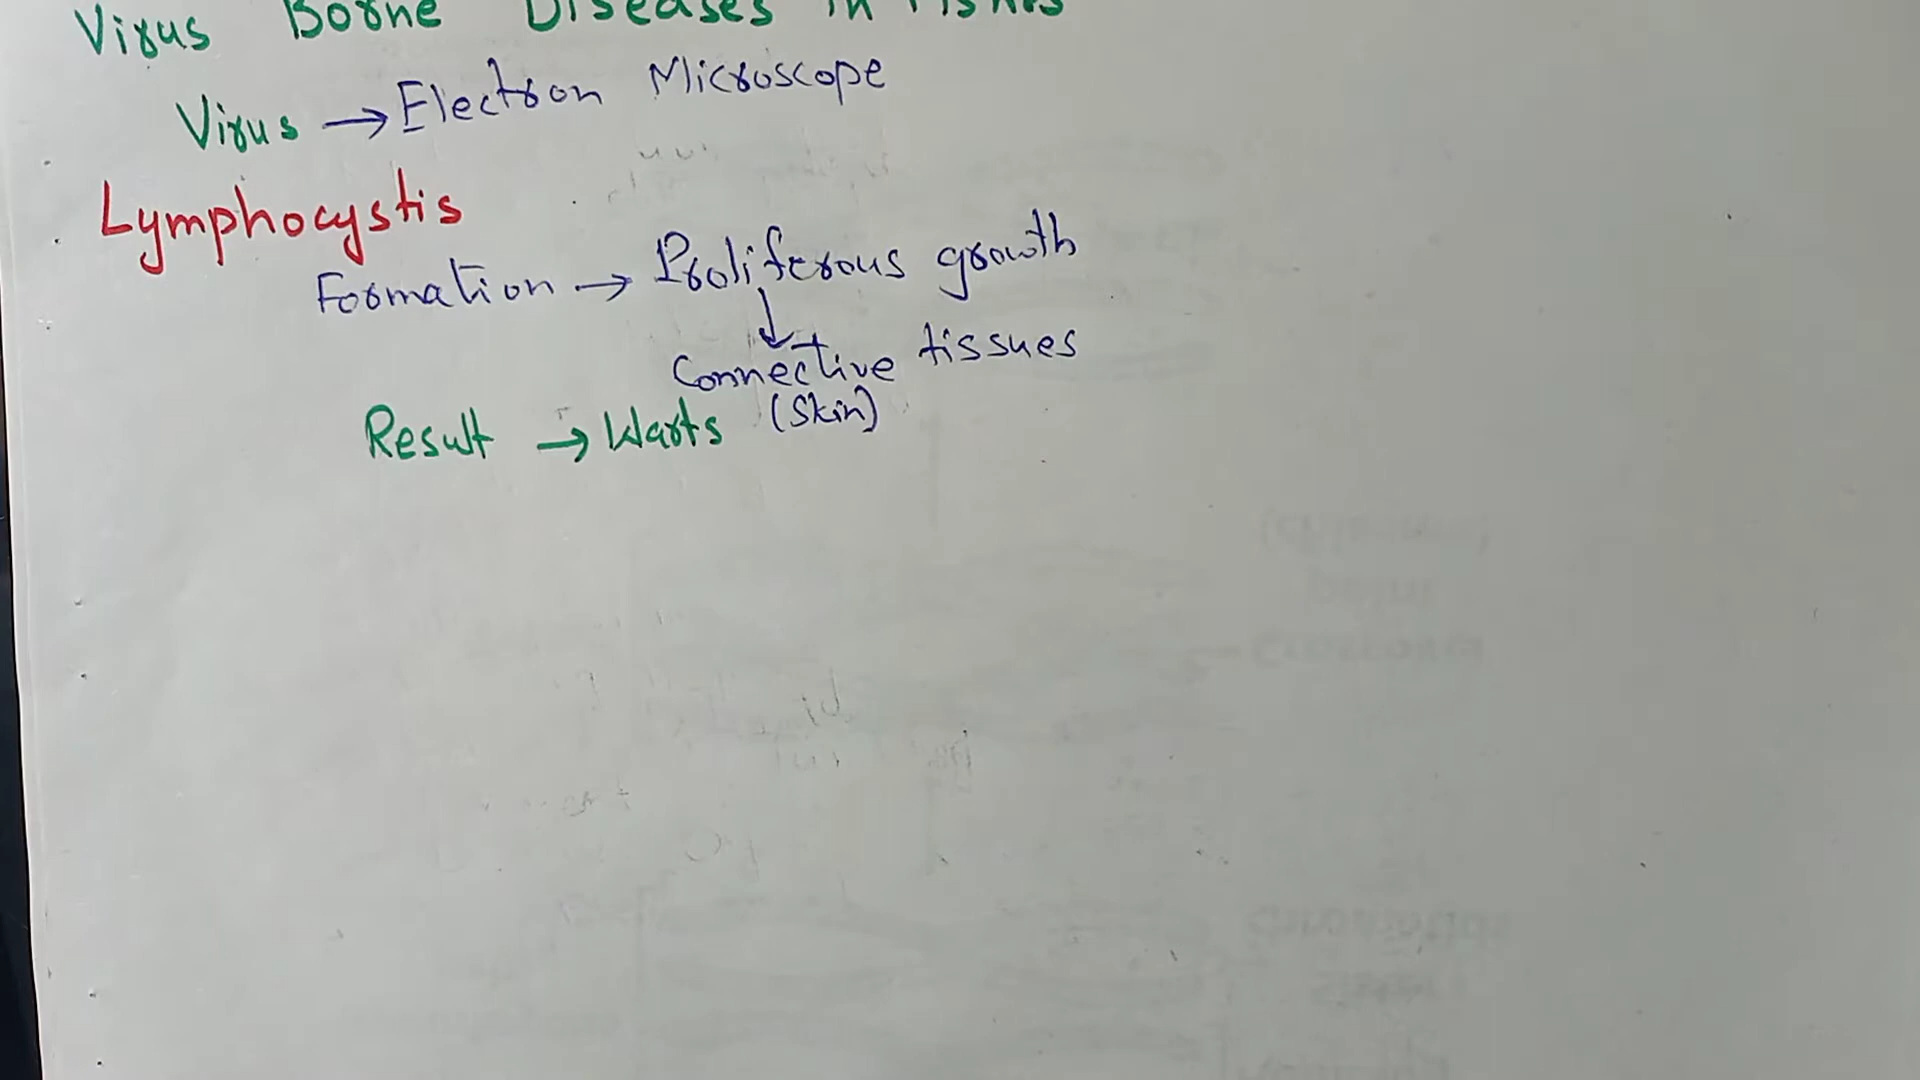 Virus Borne Diseases in Fishes
Virus → Electron Microscope
Lymphocystis
Formation → Proliferous growth
↓
Connective tissues
(Skin)
Result → Warts